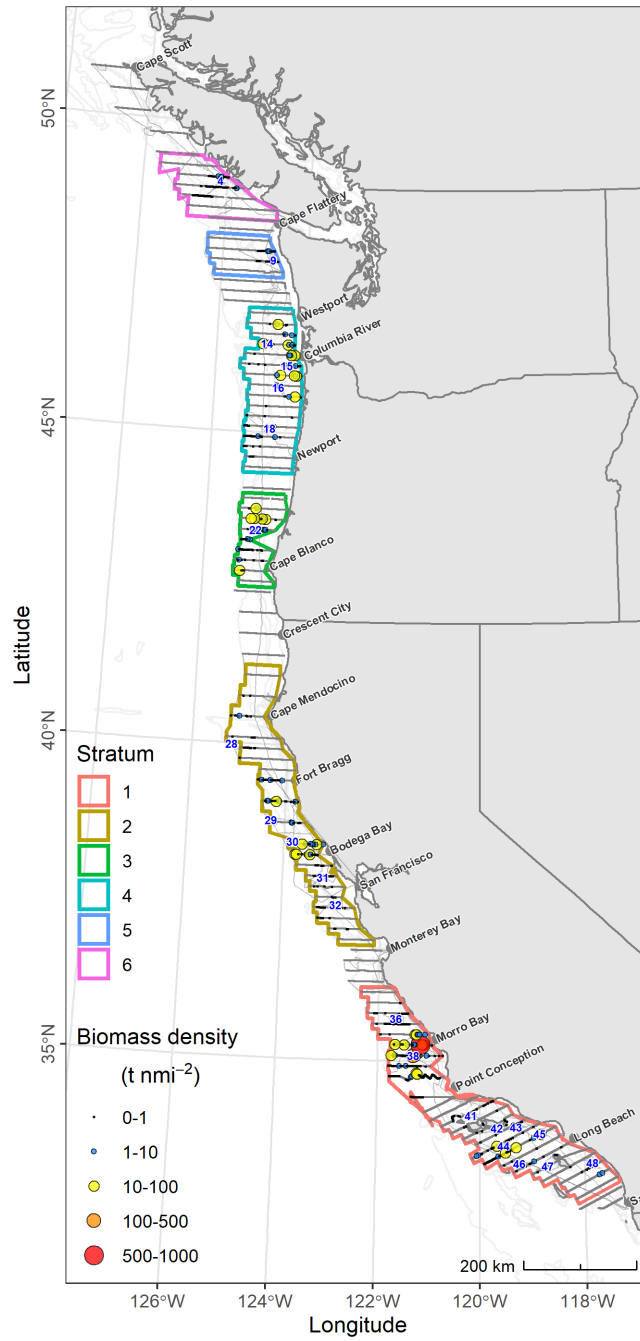 Cape Scott
50°N
4
Cape Flattery
9
Westport
14
Columbia River
15
16
45°N
18
Newport
22
Cape Blanco
Crescent City
Latitude
Cape Mendocino
40°N
28
Stratum
Fort Bragg
1
2
29
3
30
Bodega Bay
4
31
San Francisco
5
32
6
Monterey Bay
36
Biomass density
(t nmi⁻²)
35°N
Morro Bay
38
Point Conception
0-1
41
42
43
45
Long Beach
1-10
44
46
47
48
10-100
100-500
500-1000
200 km
126°W
124°W
122°W
120°W
118°W
Longitude